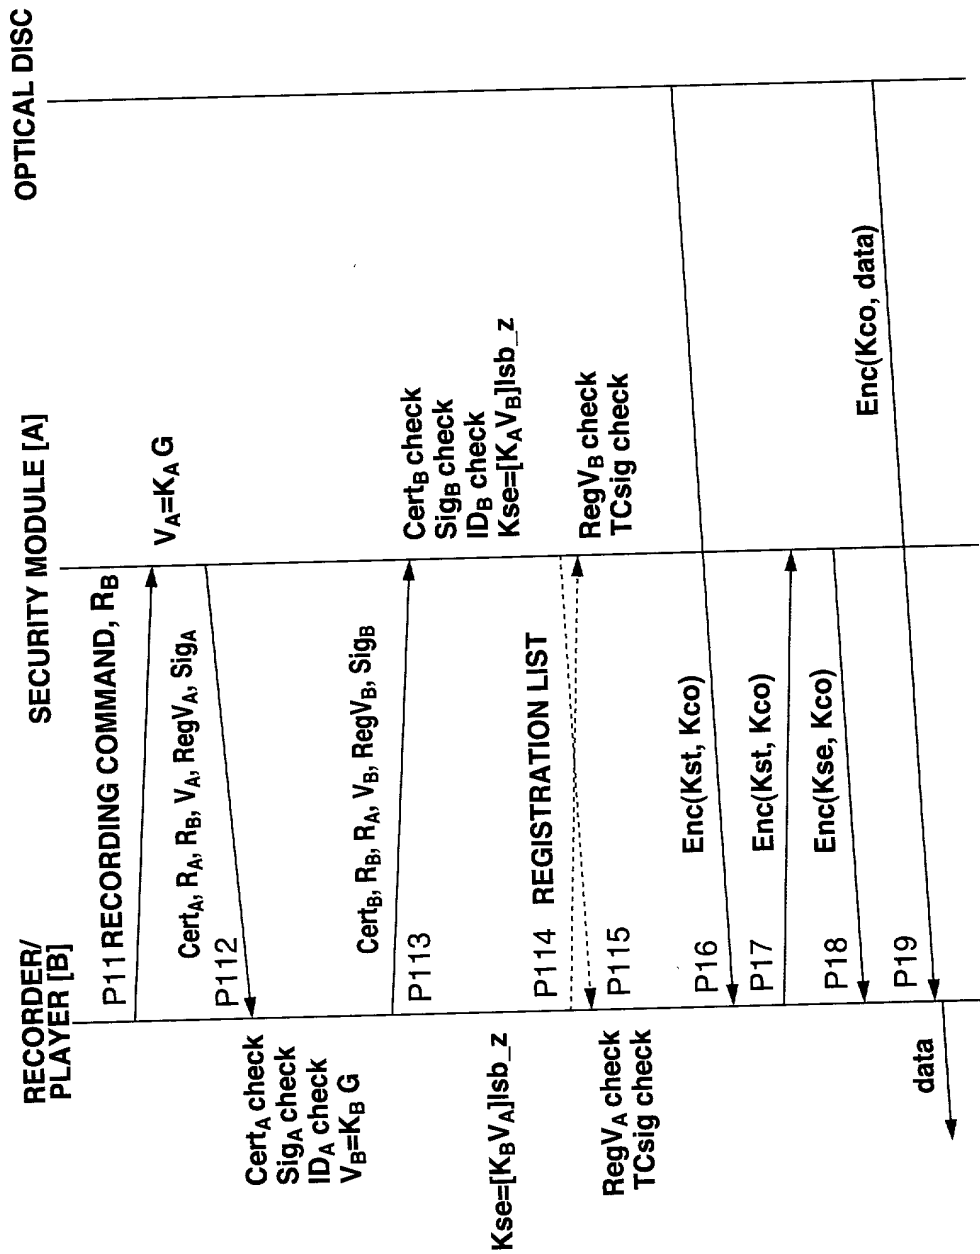 RECORDER/
PLAYER [B]
SECURITY MODULE [A]
OPTICAL DISC
P111 RECORDING COMMAND, RB
VA=KA G
CertA, RA, RB, VA, RegVA, SigA
P112
CertA check
SigA check
IDA check
VB=KB G
CertB, RB, RA, VB, RegVB, SigB
P113
CertB check
SigB check
IDB check
Kse=[KAVB]lsb_z
Kse=[KBVA]lsb_z
P114 REGISTRATION LIST
P115
RegVA check
TCsig check
RegVB check
TCsig check
P16 Enc(Kst, Kco)
P17 Enc(Kst, Kco)
P18 Enc(Kse, Kco)
P19
Enc(Kco, data)
data